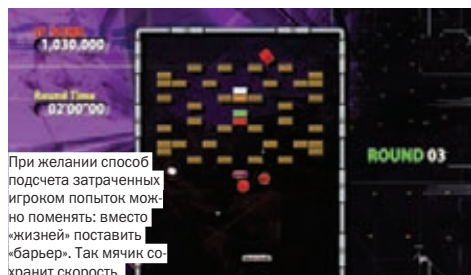 1,030,000
Round Time
02'00"00
ROUND 03
При желании способ
подсчета затраченных
игроком попыток мож-
но поменять: вместо
«жизней» поставить
«барьер». Так мячик со-
хранит скорость.